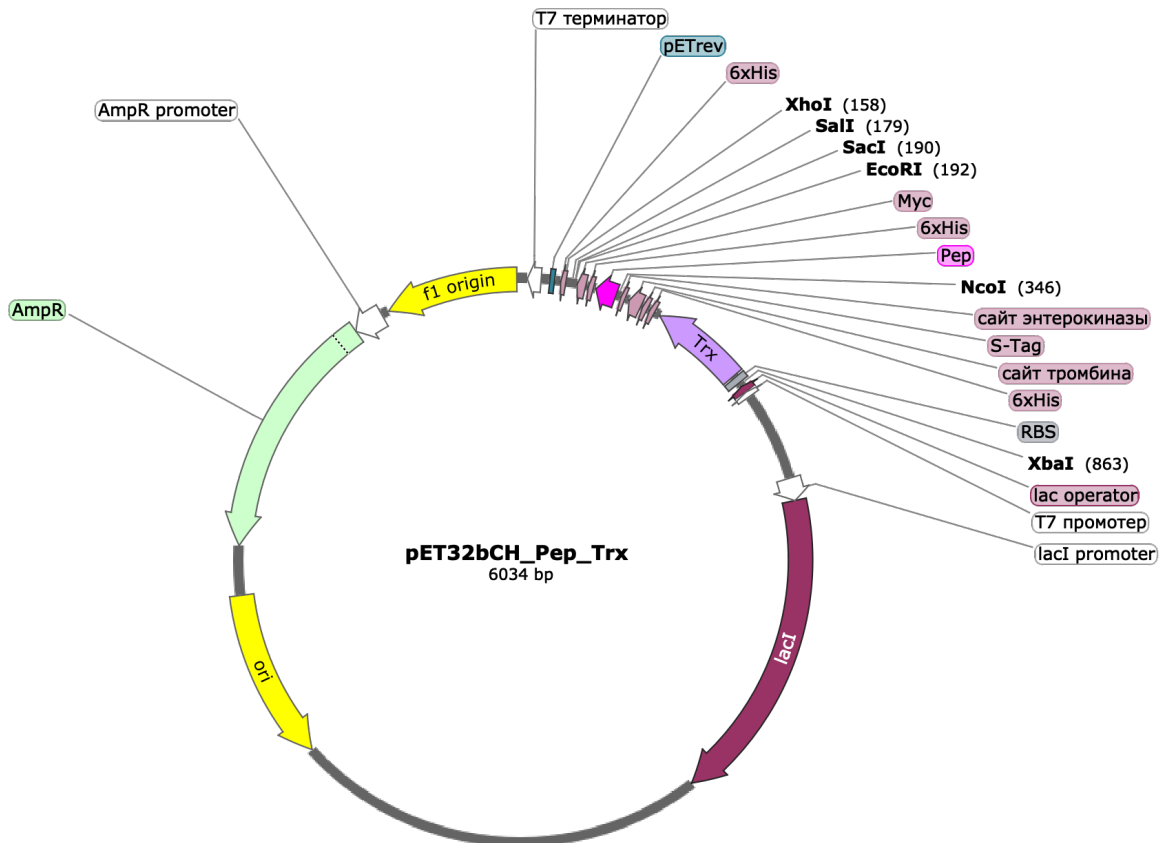 T7 терминатор
pETrev
6xHis
AmpR promoter
XhoI (158)
SalI (179)
SacI (190)
EcoRI (192)
Myc
6xHis
Pep
NcoI (346)
сайт энтерокиназы
S-Tag
сайт тромбина
6xHis
RBS
XbaI (863)
lac operator
T7 промотер
lacI promoter
f1 origin
AmpR
Trx
pET32bCH_Pep_Trx
6034 bp
lacI
ori